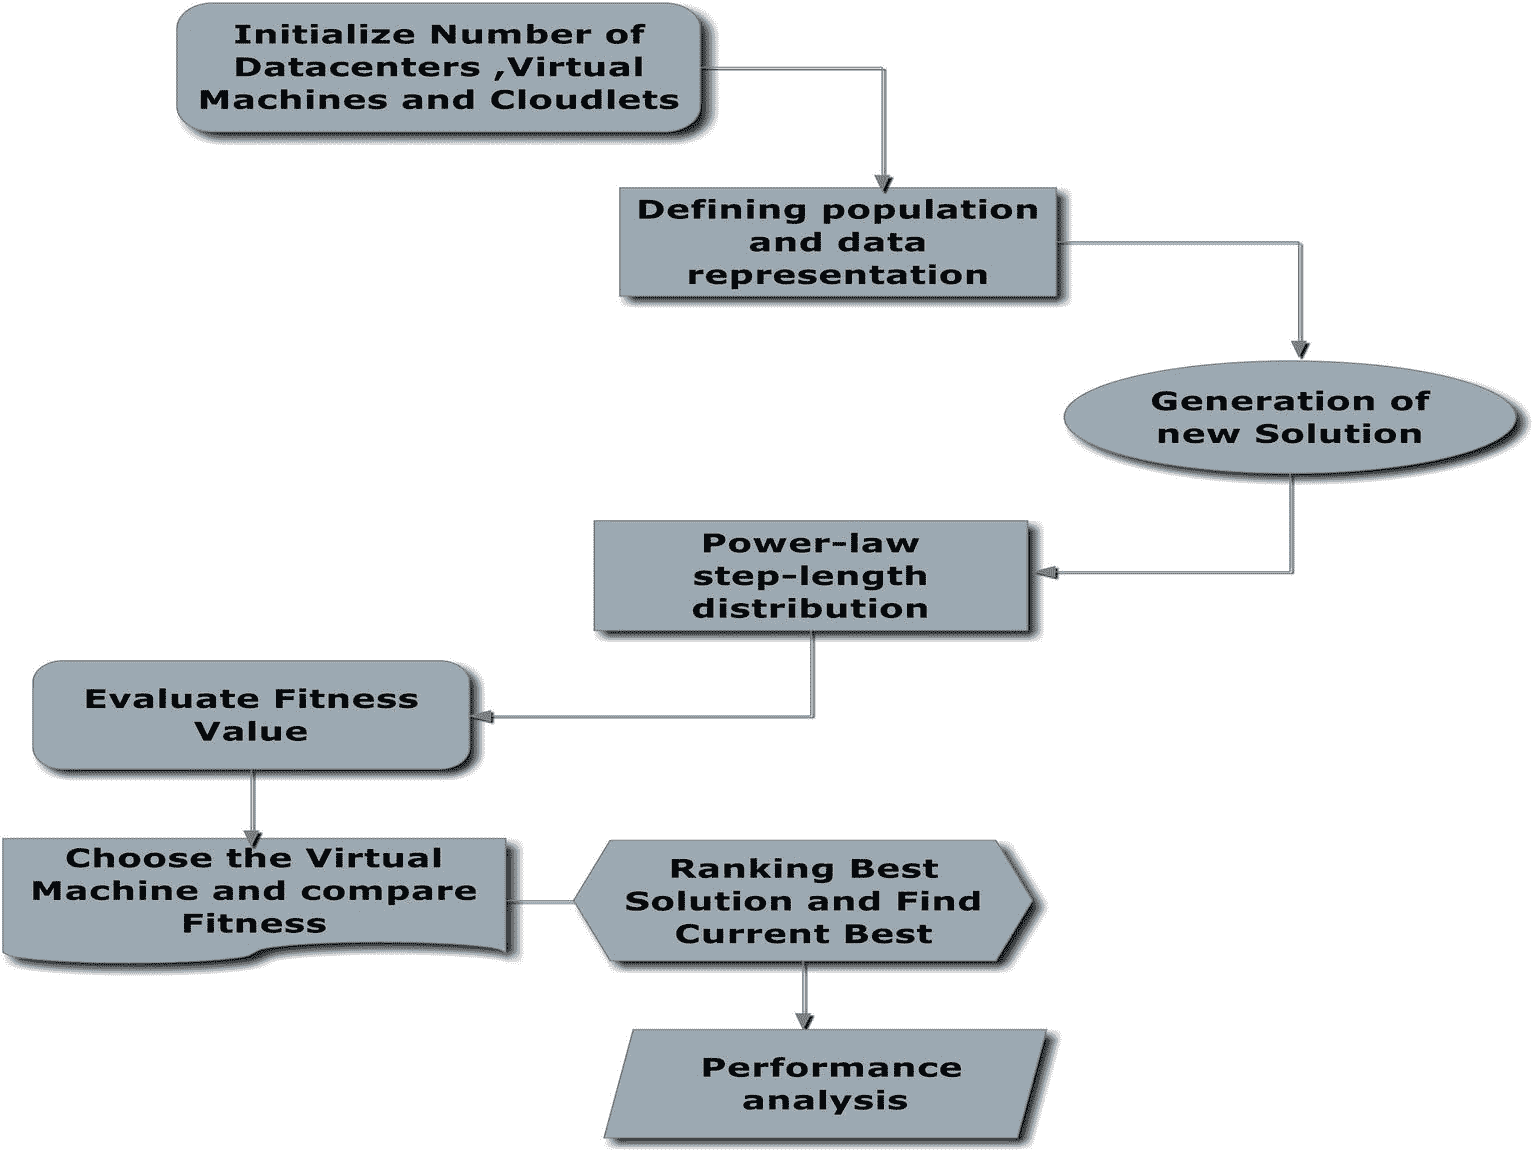 Initialize Number of
Datacenters ,Virtual
Machines and Cloudlets
Defining population
and data
representation
Generation of
new Solution
Power-law
step-length
distribution
Evaluate Fitness
Value
Choose the Virtual
Machine and compare
Fitness
Ranking Best
Solution and Find
Current Best
Performance
analysis